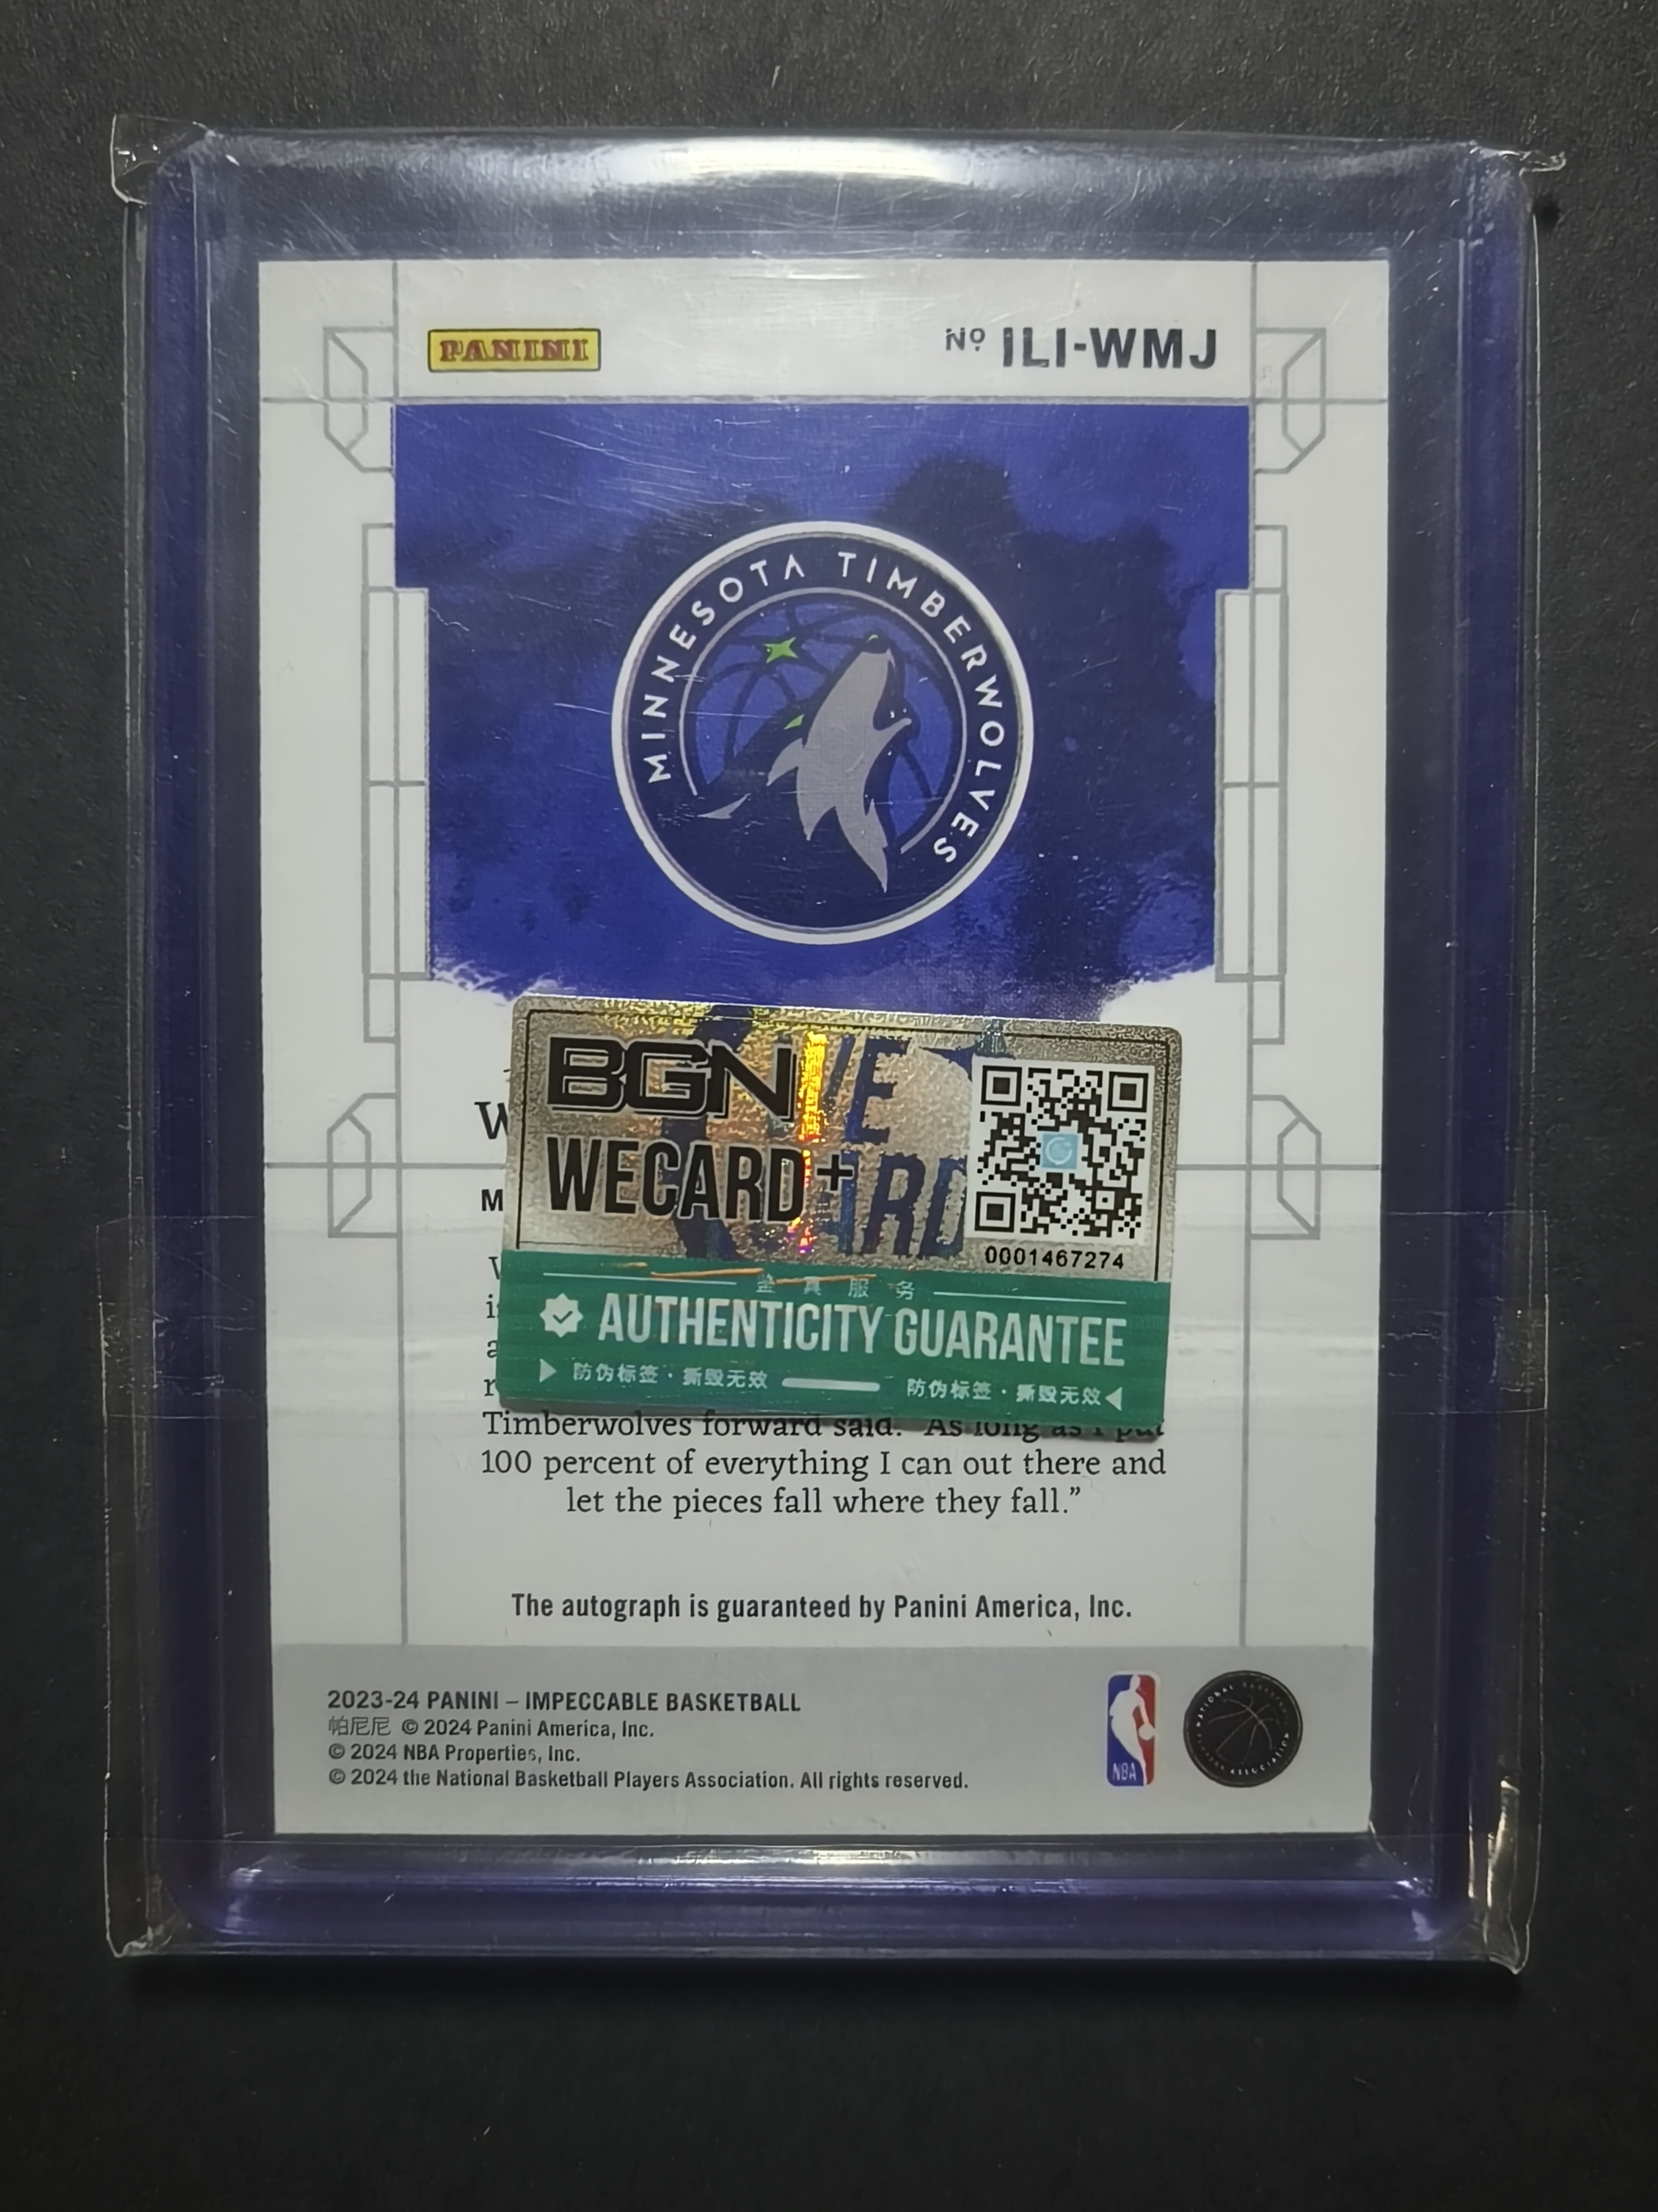 PANINI
Nº ILI-WMJ
MINNESOTA TIMBERWOLVES
BGN
WECARD+
0001467274
鉴真服务
AUTHENTICITY GUARANTEE
防伪标签·撕毁无效 防伪标签·撕毁无效
Timberwolves forward said. "As long as I put
100 percent of everything I can out there and
let the pieces fall where they fall.”
The autograph is guaranteed by Panini America, Inc.
2023-24 PANINI – IMPECCABLE BASKETBALL
帕尼尼 © 2024 Panini America, Inc.
© 2024 NBA Properties, Inc.
© 2024 the National Basketball Players Association. All rights reserved.
NBA